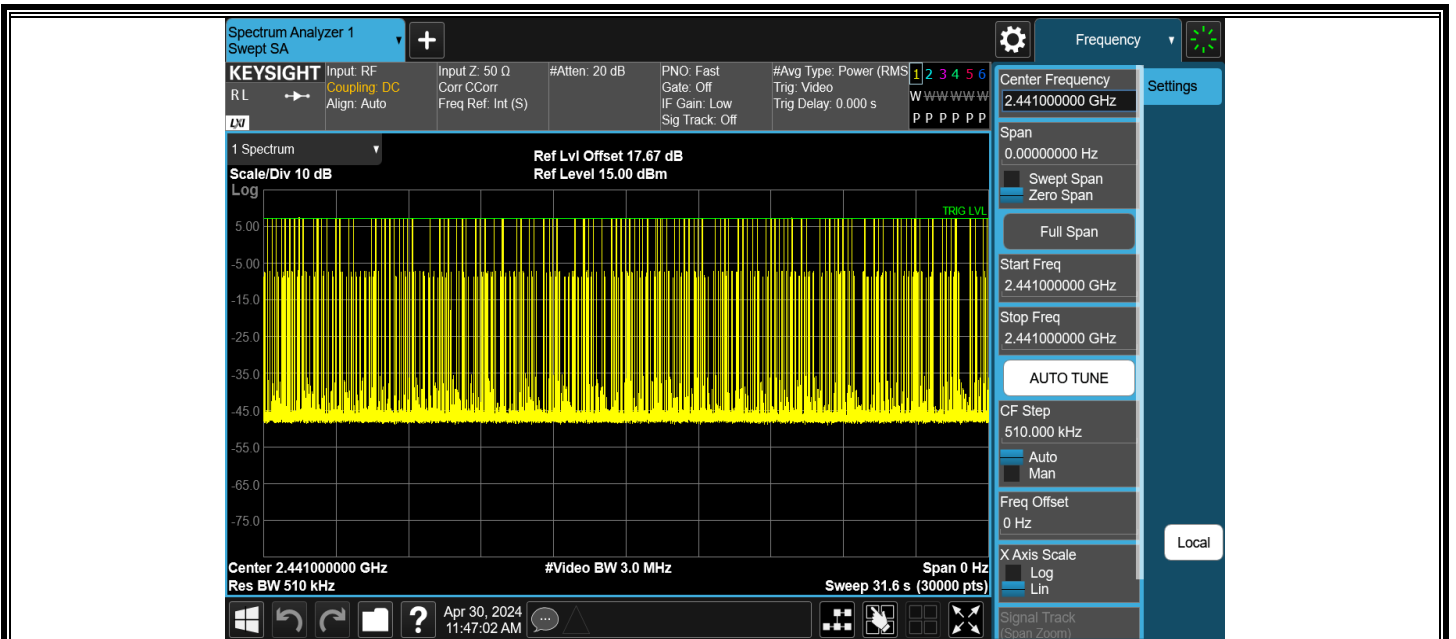 Spectrum Analyzer 1
Swept SA
Frequency
KEYSIGHT
RL
LXI
Input: RF
Coupling: DC
Align: Auto
Input Z: 50 Ω
Corr CCorr
Freq Ref: Int (S)
#Atten: 20 dB
PNO: Fast
Gate: Off
IF Gain: Low
Sig Track: Off
#Avg Type: Power (RMS
Trig: Video
Trig Delay: 0.000 s
1 2 3 4 5 6
W W W W W W
P P P P P P
1 Spectrum
Scale/Div 10 dB
Log
Ref Lvl Offset 17.67 dB
Ref Level 15.00 dBm
TRIG LVL
5.00
-5.00
-15.0
-25.0
-35.0
-45.0
-55.0
-65.0
-75.0
Center 2.441000000 GHz
Res BW 510 kHz
#Video BW 3.0 MHz
Span 0 Hz
Sweep 31.6 s (30000 pts)
?
Apr 30, 2024
11:47:02 AM
Center Frequency
2.441000000 GHz
Settings
Span
0.00000000 Hz
Swept Span
Zero Span
Full Span
Start Freq
2.441000000 GHz
Stop Freq
2.441000000 GHz
AUTO TUNE
CF Step
510.000 kHz
Auto
Man
Freq Offset
0 Hz
X Axis Scale
Log
Lin
Signal Track
(Span Zoom)
Local